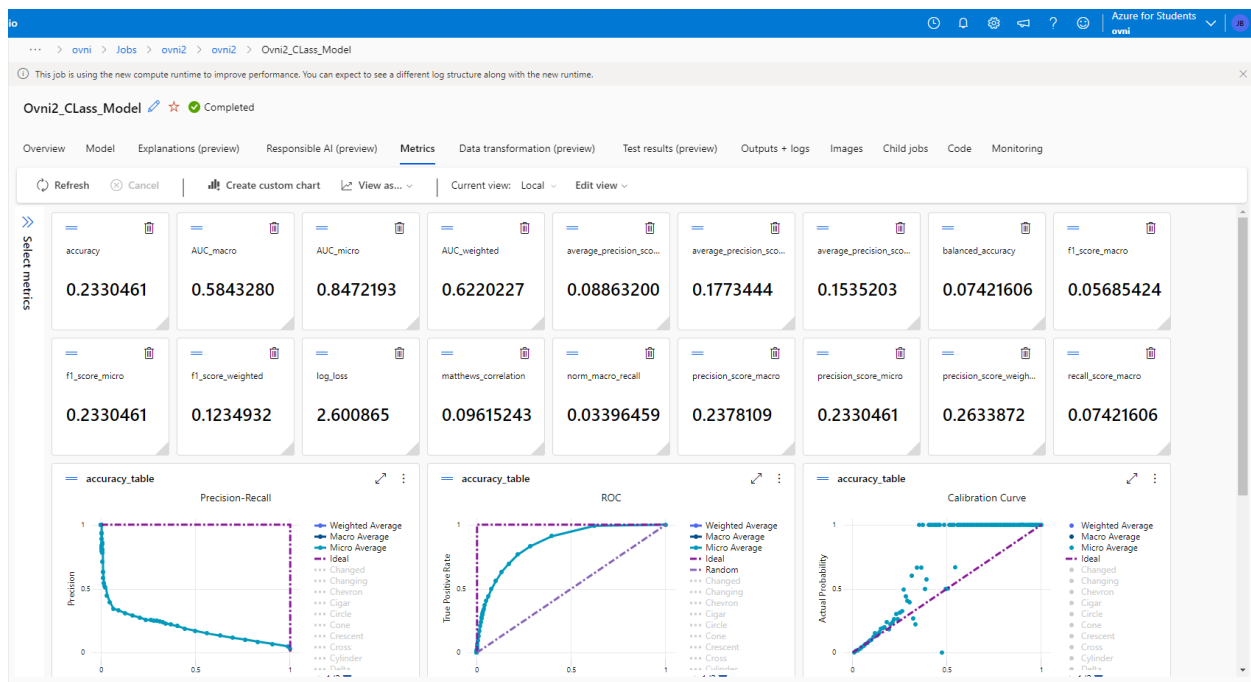 io
Azure for Students
ovni
JB
··· > ovni > Jobs > ovni2 > ovni2 > Ovni2_CLass_Model
This job is using the new compute runtime to improve performance. You can expect to see a different log structure along with the new runtime.
Ovni2_CLass_Model Completed
Overview Model Explanations (preview) Responsible AI (preview) Metrics Data transformation (preview) Test results (preview) Outputs + logs Images Child jobs Code Monitoring
Refresh Cancel Create custom chart View as... Current view: Local Edit view
Select metrics
accuracy AUC_macro AUC_micro AUC_weighted average_precision_sco... average_precision_sco... average_precision_sco... balanced_accuracy f1_score_macro
0.2330461 0.5843280 0.8472193 0.6220227 0.08863200 0.1773444 0.1535203 0.07421606 0.05685424
f1_score_micro f1_score_weighted log_loss matthews_correlation norm_macro_recall precision_score_macro precision_score_micro precision_score_weigh... recall_score_macro
0.2330461 0.1234932 2.600865 0.09615243 0.03396459 0.2378109 0.2330461 0.2633872 0.07421606
accuracy_table
Precision-Recall
Precision
1
0.5
0
0 0.5 1
Weighted Average
Macro Average
Micro Average
Ideal
Changed
Changing
Chevron
Cigar
Circle
Cone
Crescent
Cross
Cylinder
Delta
accuracy_table
ROC
True Positive Rate
1
0.5
0
0 0.5 1
Weighted Average
Macro Average
Micro Average
Ideal
Random
Changed
Changing
Chevron
Cigar
Circle
Cone
Crescent
Cross
Cylinder
accuracy_table
Calibration Curve
Actual Probability
1
0.5
0
0 0.5 1
Weighted Average
Macro Average
Micro Average
Ideal
Changed
Changing
Chevron
Cigar
Circle
Cone
Crescent
Cross
Cylinder
Delta